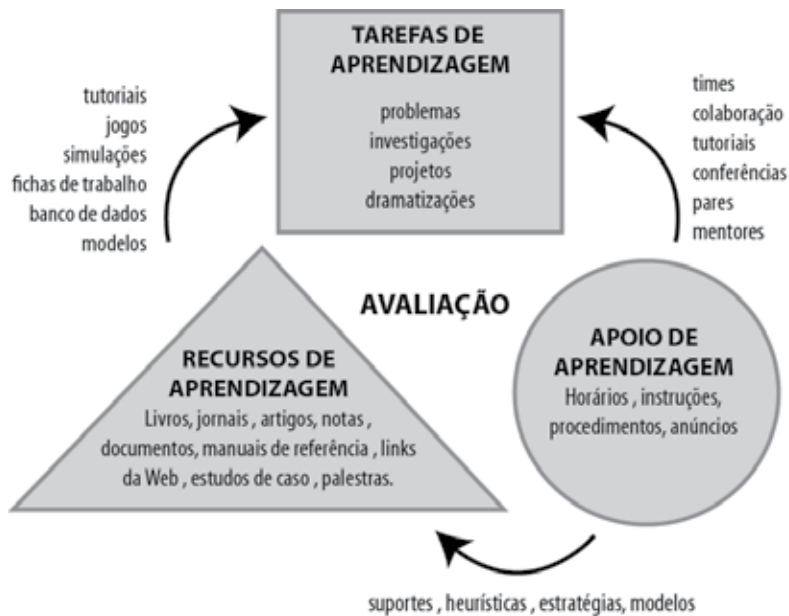 TAREFAS DE
APRENDIZAGEM
problemas
investigações
projetos
dramatizações
tutoriais
jogos
simulações
fichas de trabalho
banco de dados
modelos
times
colaboração
tutoriais
conferências
pares
mentores
AVALIAÇÃO
RECURSOS DE
APRENDIZAGEM
Livros, jornais , artigos, notas ,
documentos, manuais de referência , links
da Web , estudos de caso , palestras.
APOIO DE
APRENDIZAGEM
Horários , instruções,
procedimentos, anúncios
suportes , heurísticas , estratégias, modelos